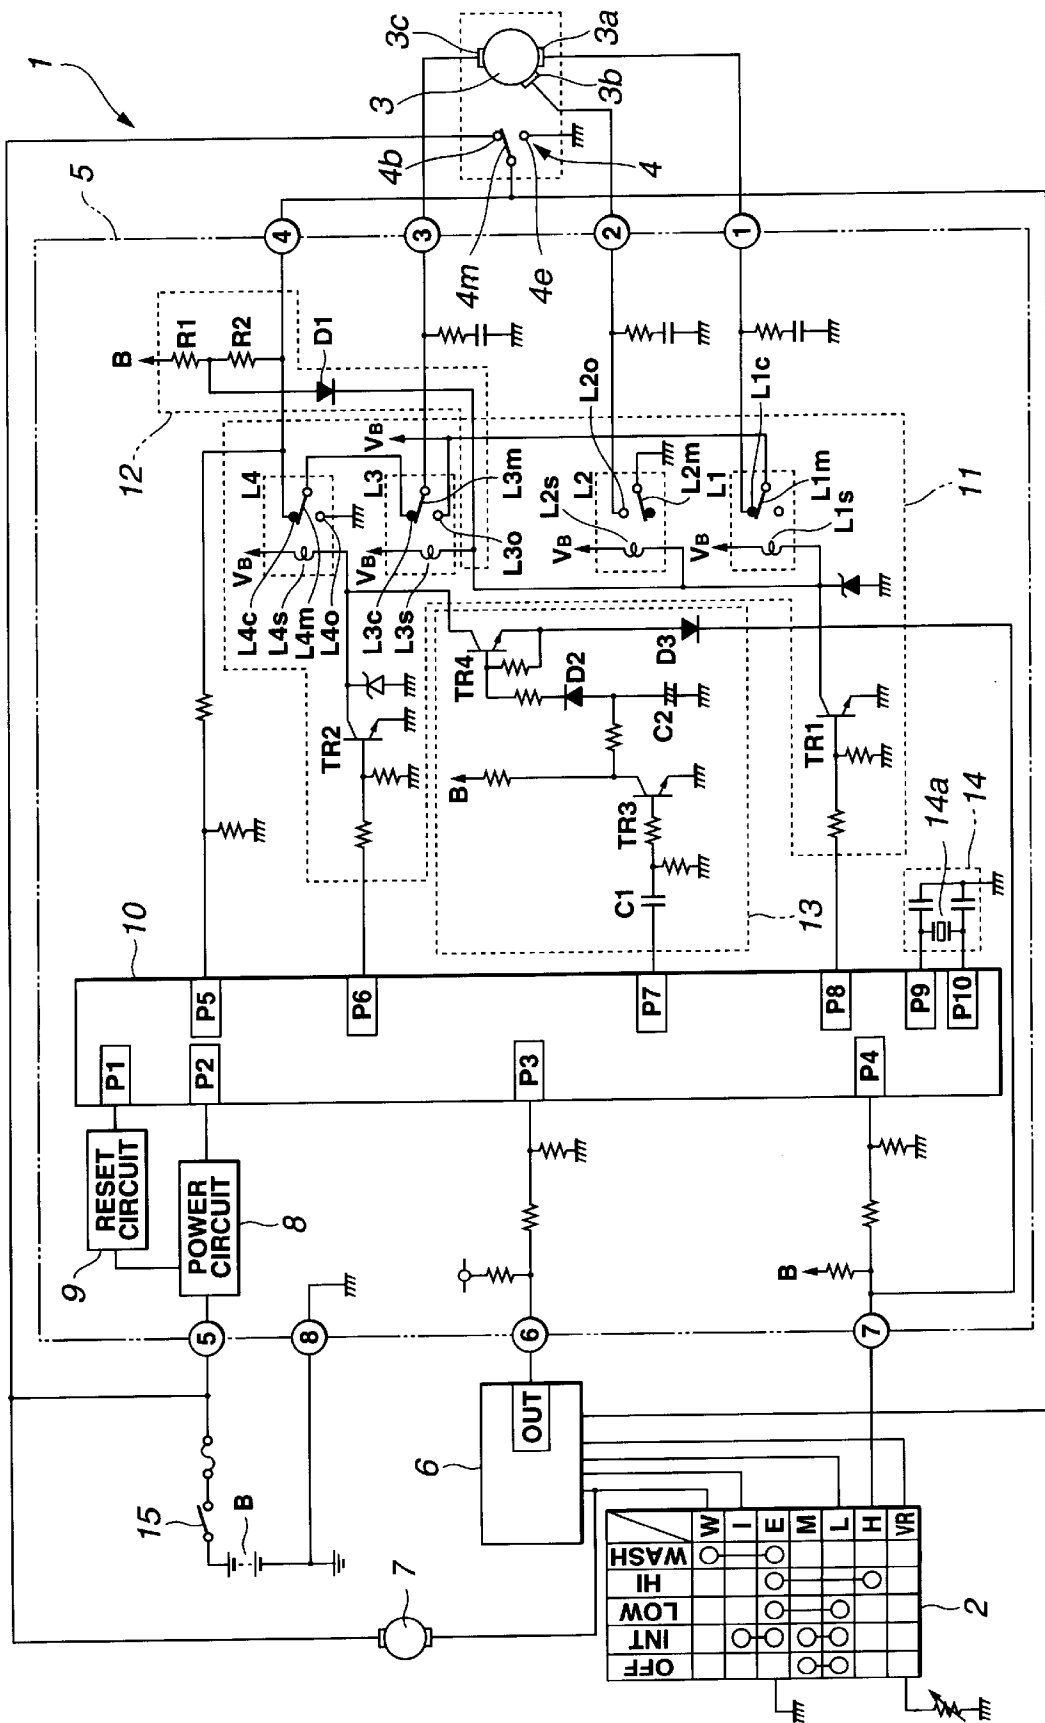 1
5
3c
3a
3
3b
4b
4
4m
4e
4
3
2
1
12
B
R1
R2
D1
VB
L4
L4c
L4s
L4m
L4o
VB
VB
L3
L3c
L3s
L3m
L3o
VB
L2
L2s
L2o
L2m
VB
L1
L1c
L1m
L1s
11
TR2
TR4
D2
D3
C2
B
TR3
C1
13
TR1
14a
14
10
P1
P2
P5
P6
P3
P7
P8
P4
P9
P10
RESET
CIRCUIT
9
POWER
CIRCUIT
8
B
5
8
6
7
15
B
6
OUT
7
W
I
E
M
L
H
VR
WASH
HI
LOW
INT
OFF
2